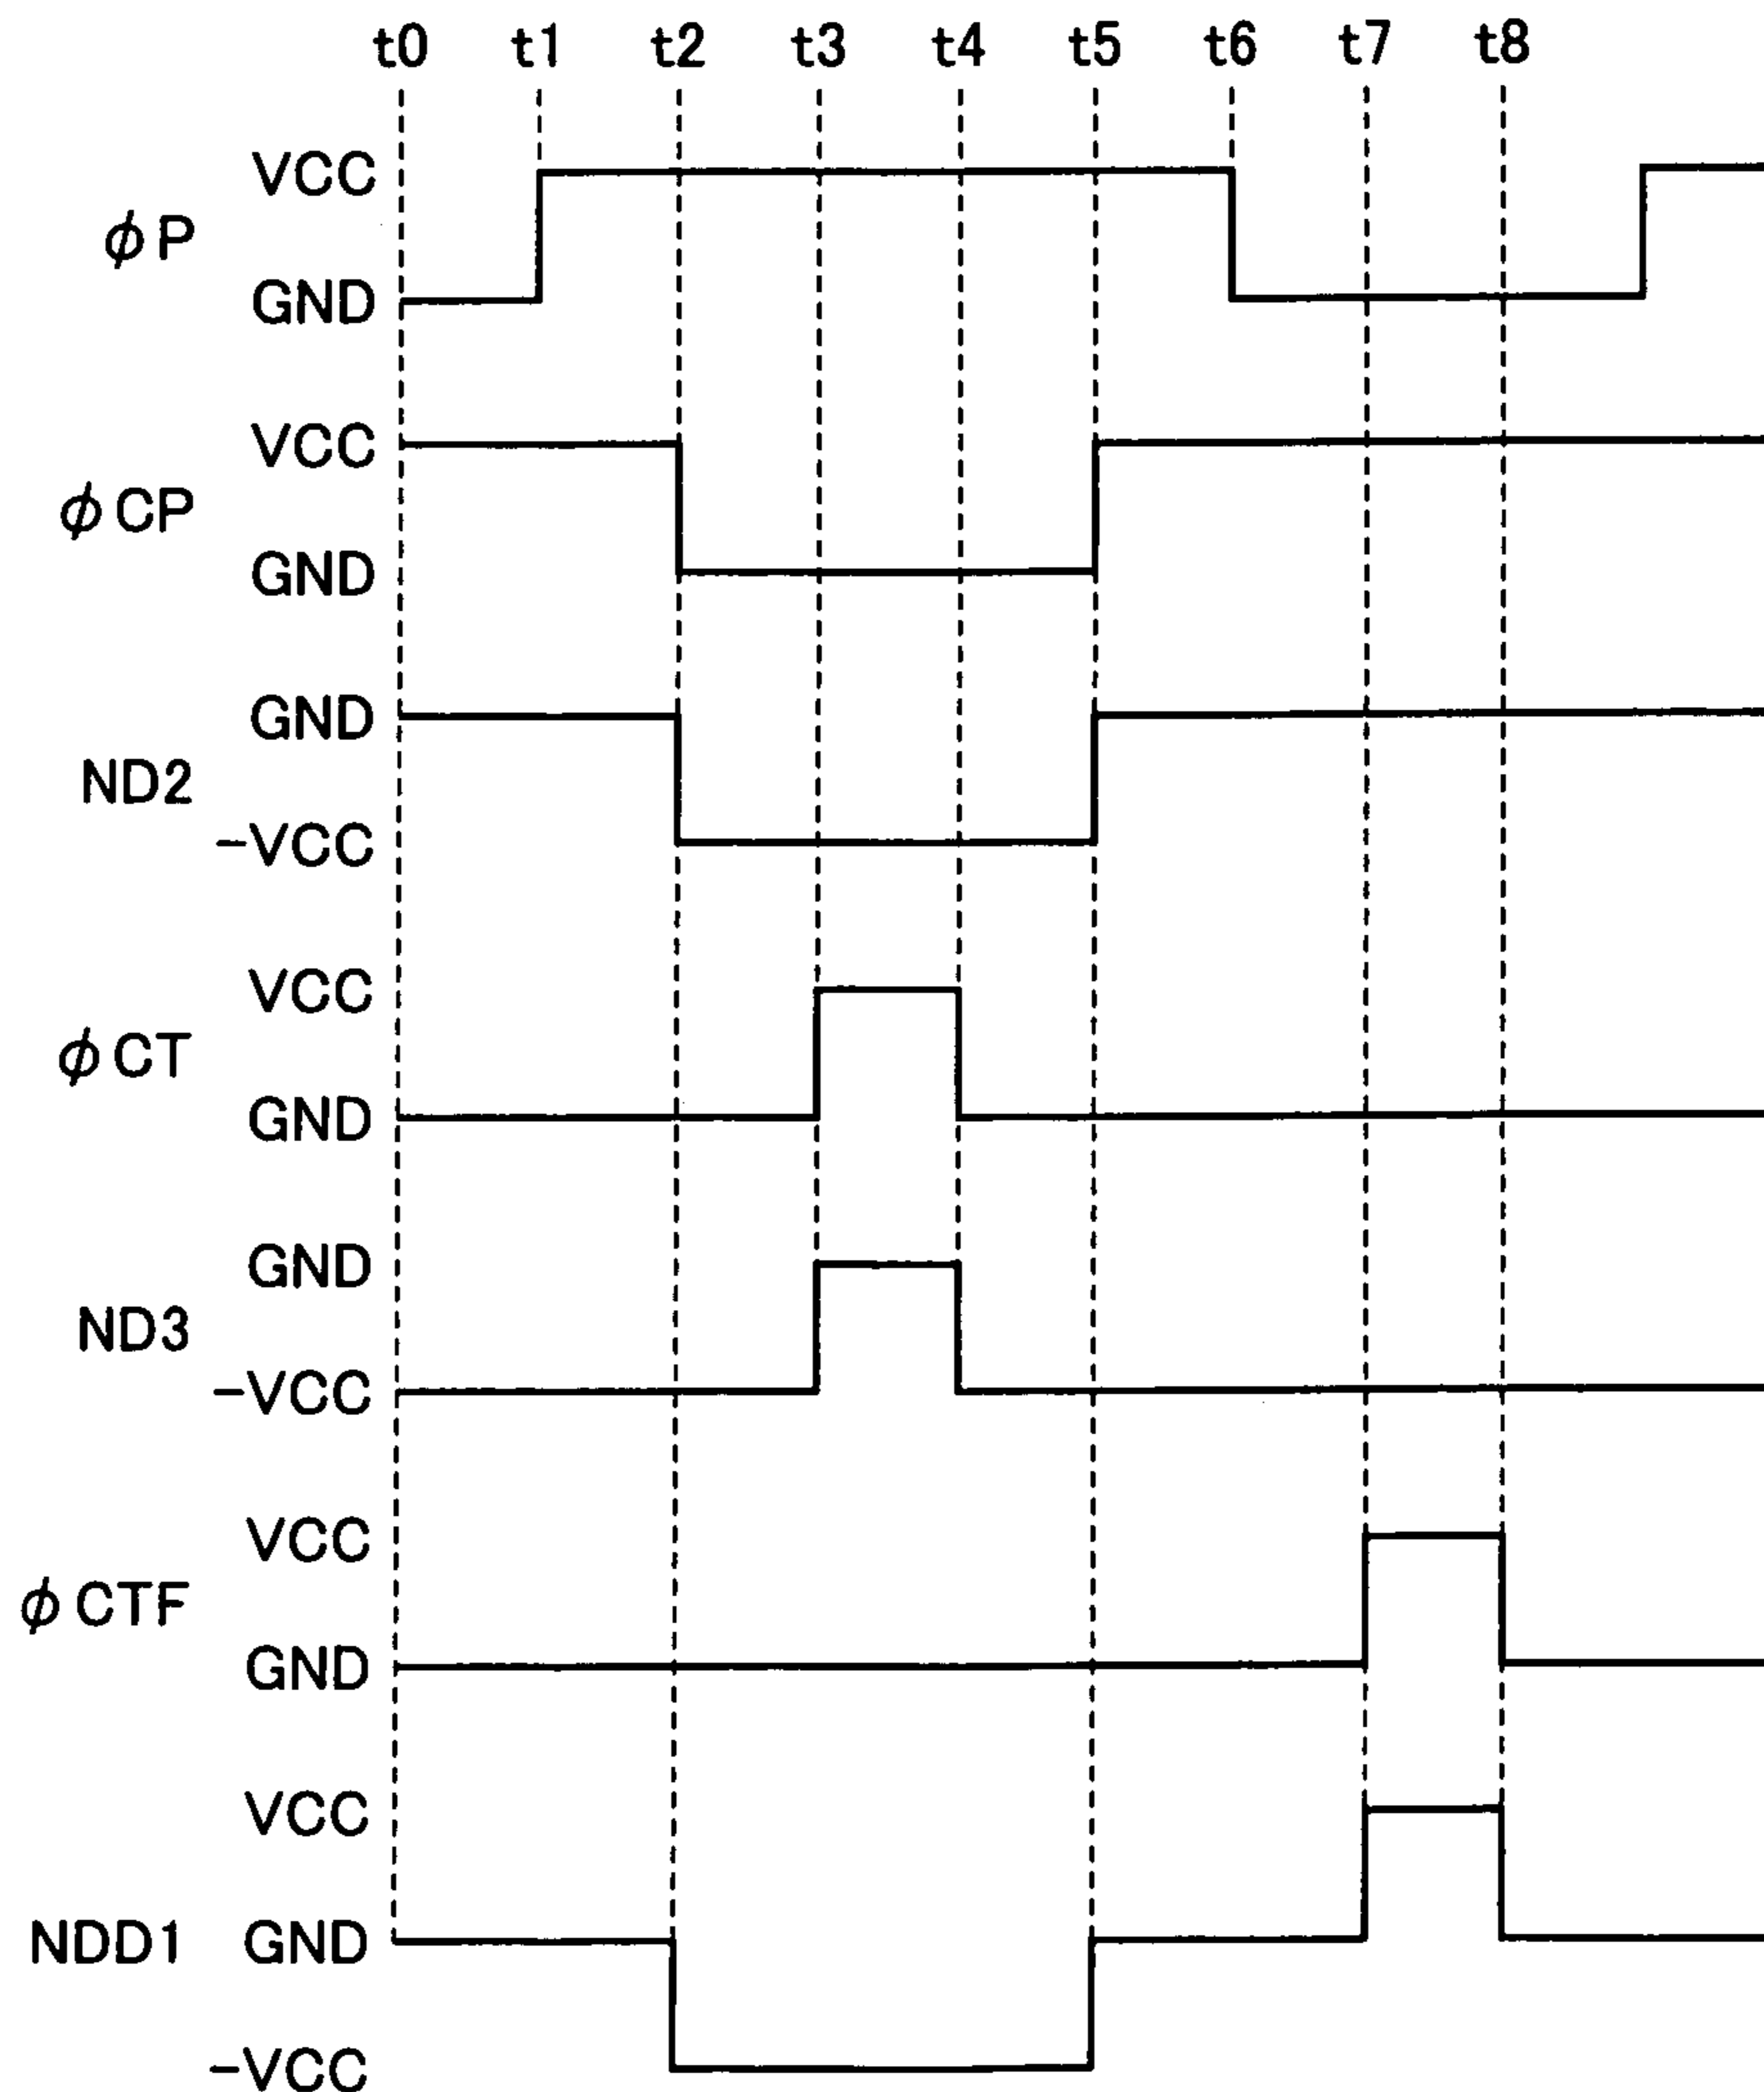 t0 t1 t2 t3 t4 t5 t6 t7 t8
VCC
ϕP
GND
VCC
ϕCP
GND
GND
ND2
-VCC
VCC
ϕCT
GND
GND
ND3
-VCC
VCC
ϕCTF
GND
VCC
NDD1 GND
-VCC